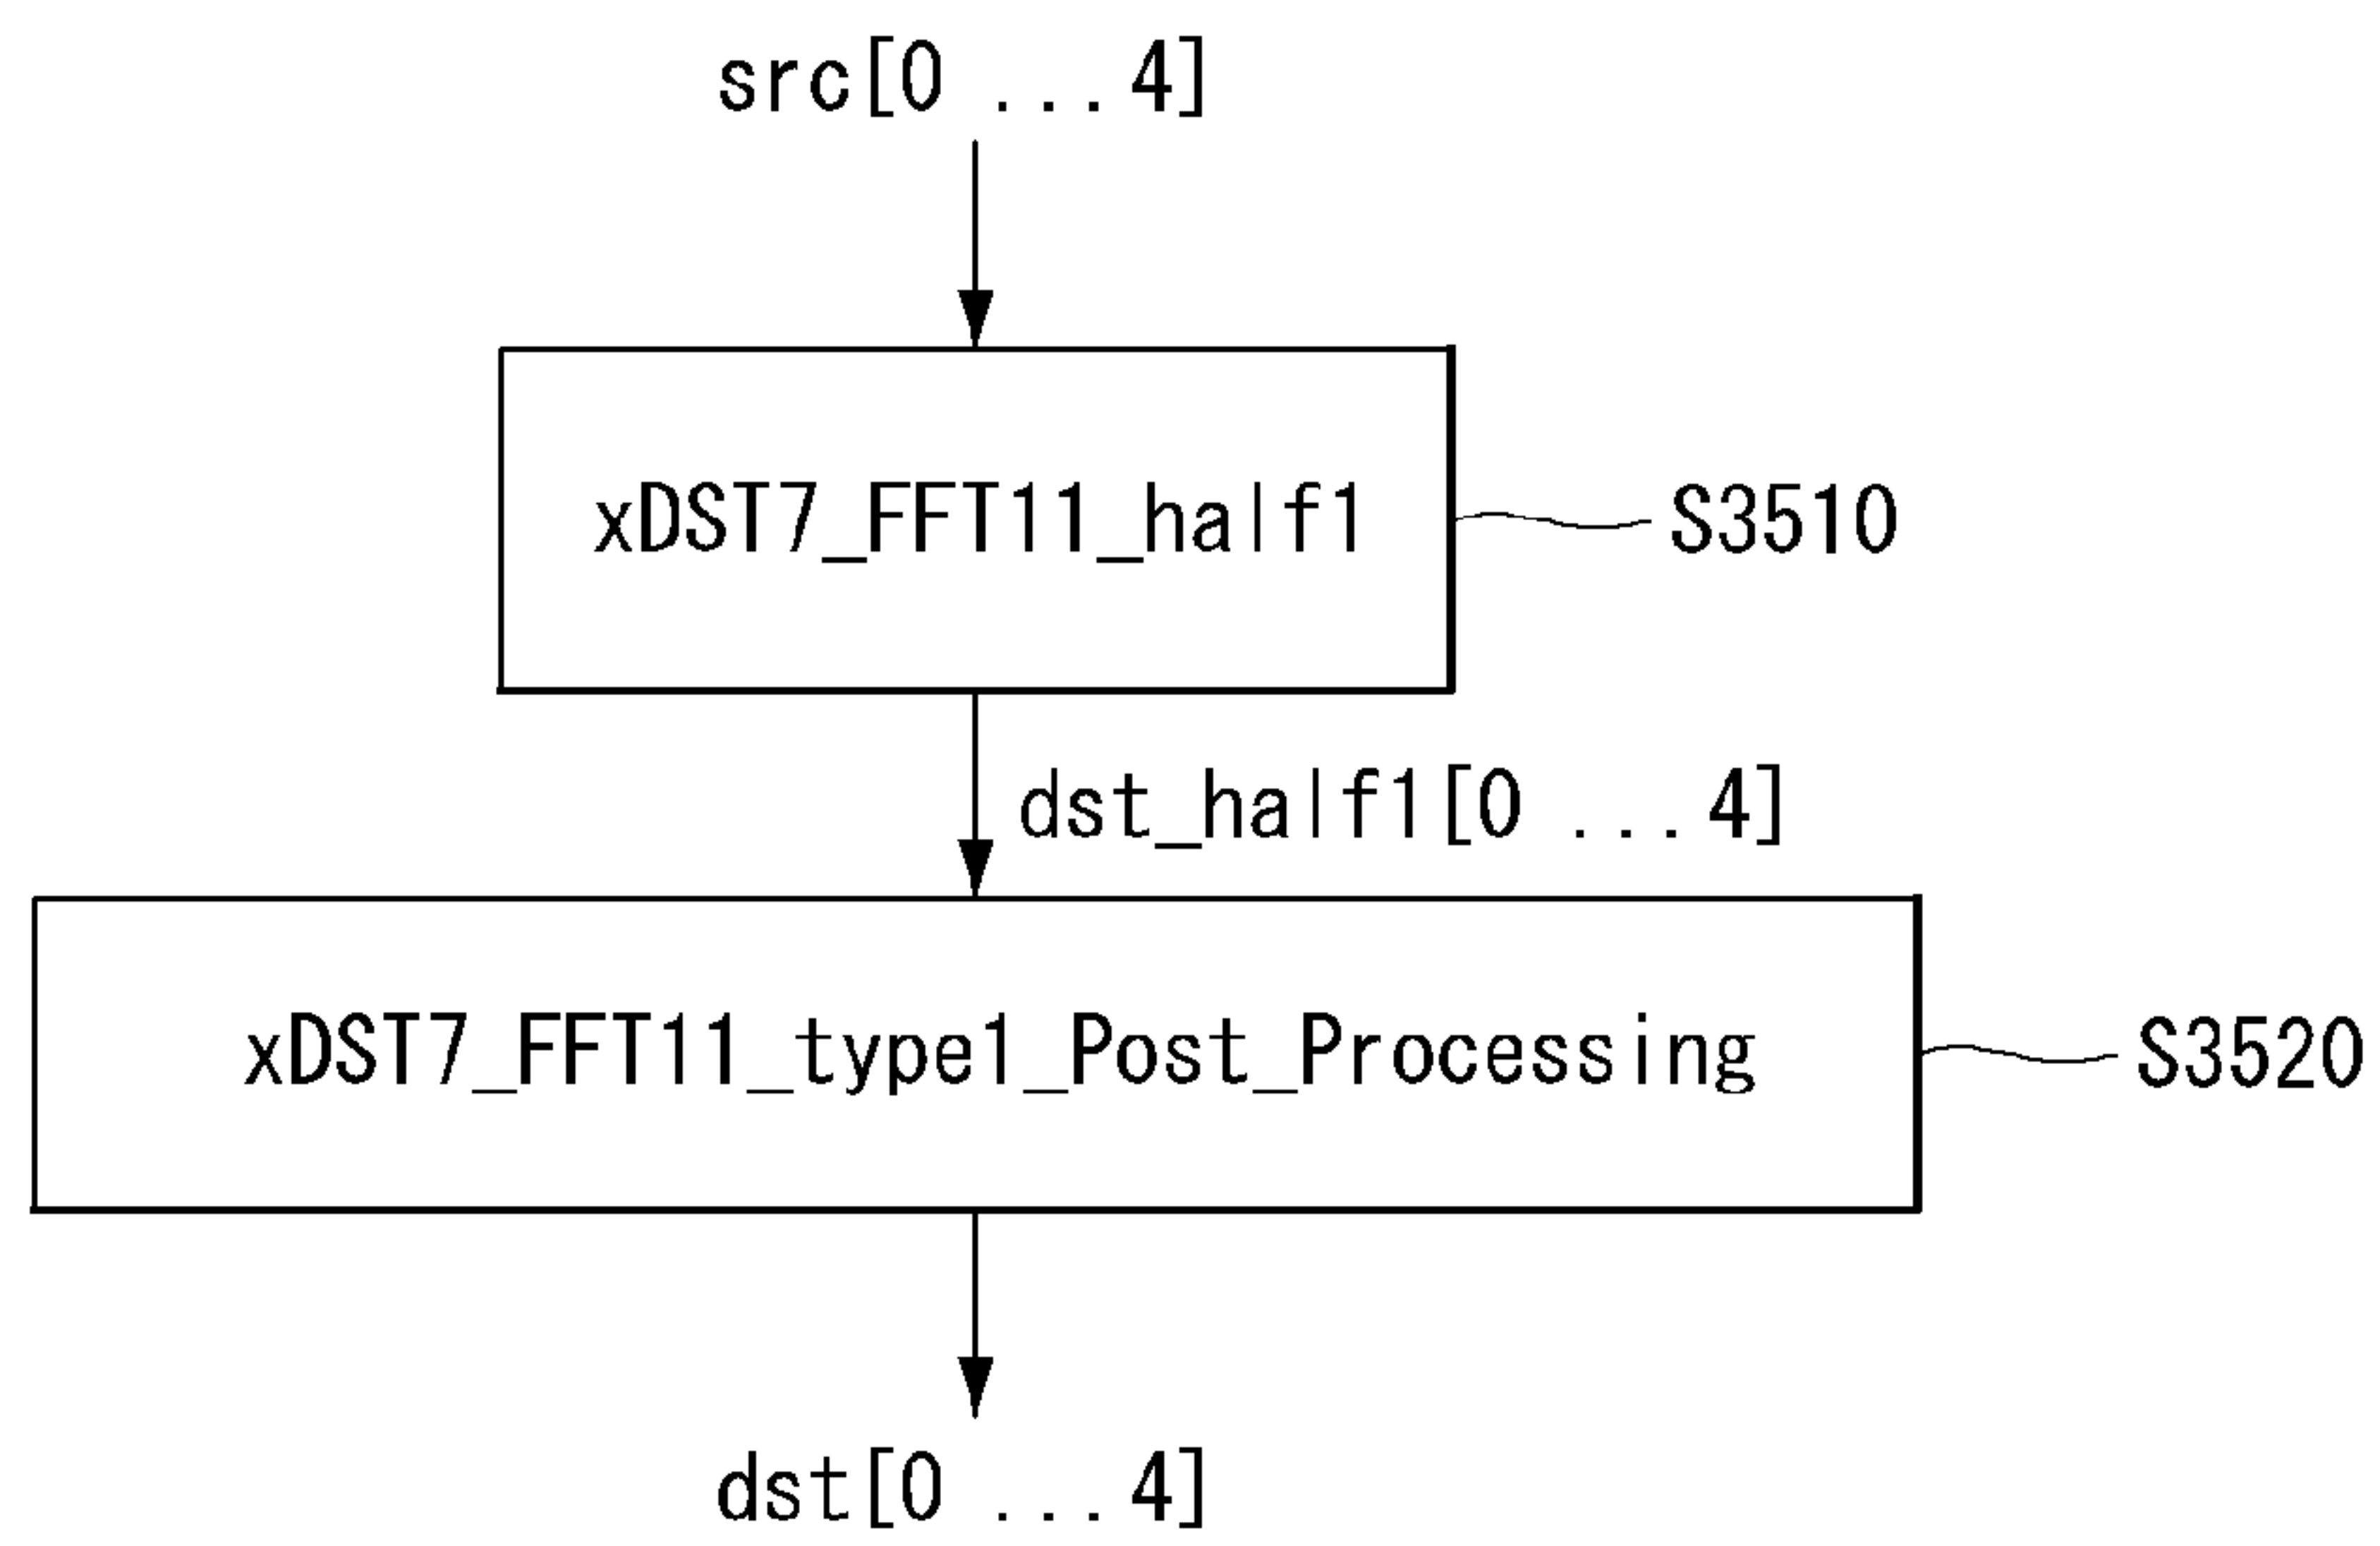 src[0 ...4]
xDST7_FFT11_half1
S3510
dst_half1[0 ...4]
xDST7_FFT11_type1_Post_Processing
S3520
dst[0 ...4]